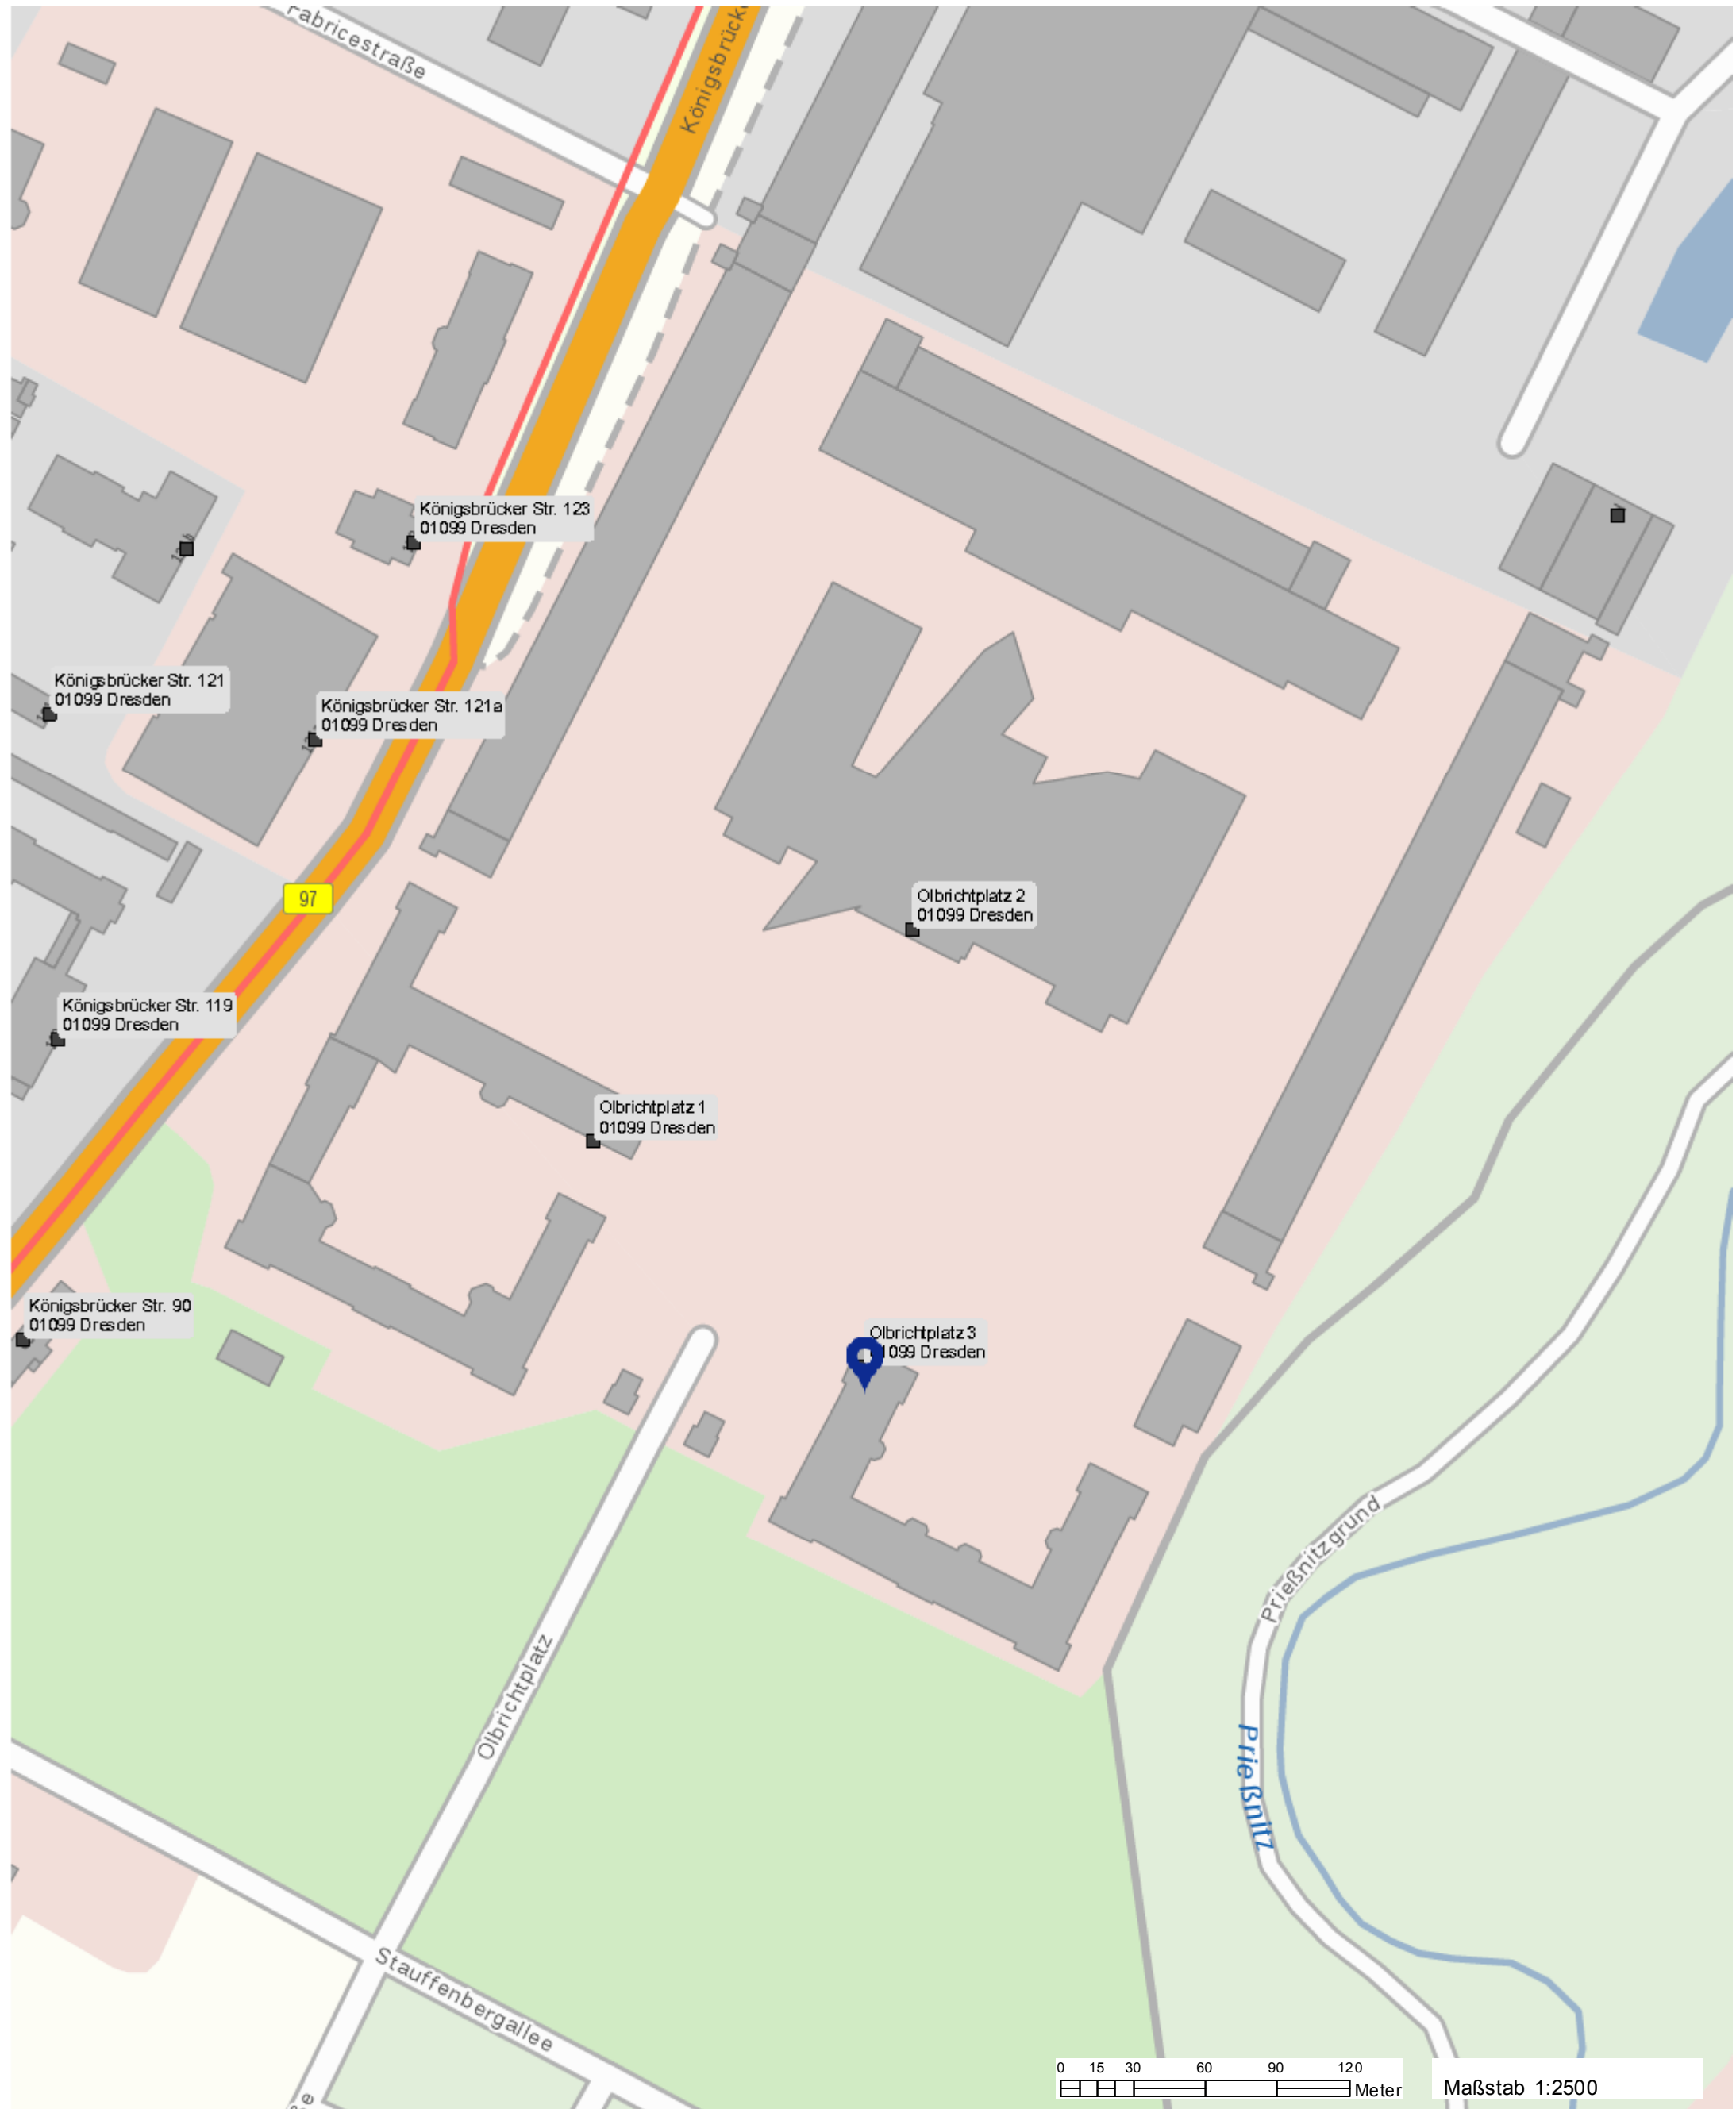 Fabricestraße
Königsbrück
Königsbrücker Str. 123
01099 Dresden
Königsbrücker Str. 121
01099 Dresden
Königsbrücker Str. 121a
01099 Dresden
97
Olbrichtplatz 2
01099 Dresden
Königsbrücker Str. 119
01099 Dresden
Olbrichtplatz 1
01099 Dresden
Königsbrücker Str. 90
01099 Dresden
Olbrichtplatz 3
1099 Dresden
Prießnitzgrund
Olbrichtplatz
Prießnitz
Stauffenbergallee
0 15 30 60 90 120
Meter
Maßstab 1:2500